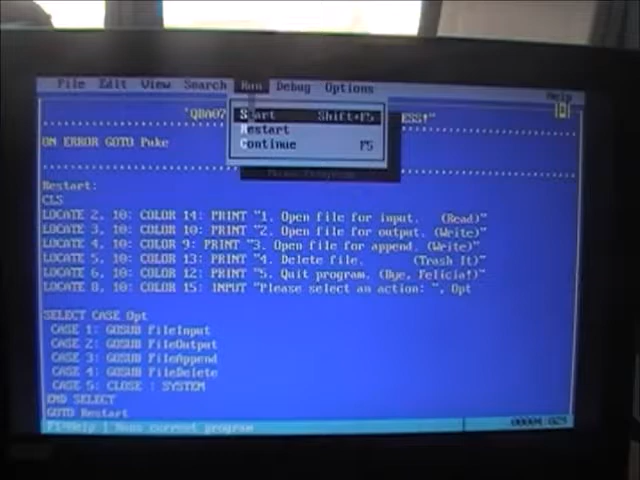 File Edit View Search Run Debug Options Help
"QBA07 ESS!"
Start Shift+F5
Restart
Continue F5
ON ERROR GOTO Puke
Restart:
CLS
LOCATE 2, 10: COLOR 14: PRINT "1. Open file for input. (Read)"
LOCATE 3, 10: COLOR 10: PRINT "2. Open file for output. (Write)"
LOCATE 4, 10: COLOR 9: PRINT "3. Open file for append. (Write)"
LOCATE 5, 10: COLOR 13: PRINT "4. Delete file. (Trash It)"
LOCATE 6, 10: COLOR 12: PRINT "5. Quit program. (Bye, Felicia!)"
LOCATE 8, 10: COLOR 15: INPUT "Please select an action: ", Opt
SELECT CASE Opt
CASE 1: GOSUB FileInput
CASE 2: GOSUB FileOutput
CASE 3: GOSUB FileAppend
CASE 4: GOSUB FileDelete
CASE 5: CLOSE : SYSTEM
END SELECT
GOTO Restart
F1=Help | Runs current program